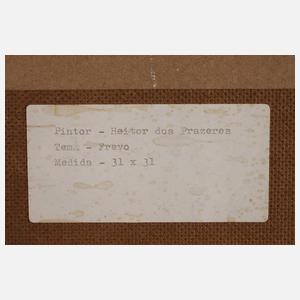 Pintor - Heitor dos Prazeres
Tema - Frevo
Medida - 31 x 31